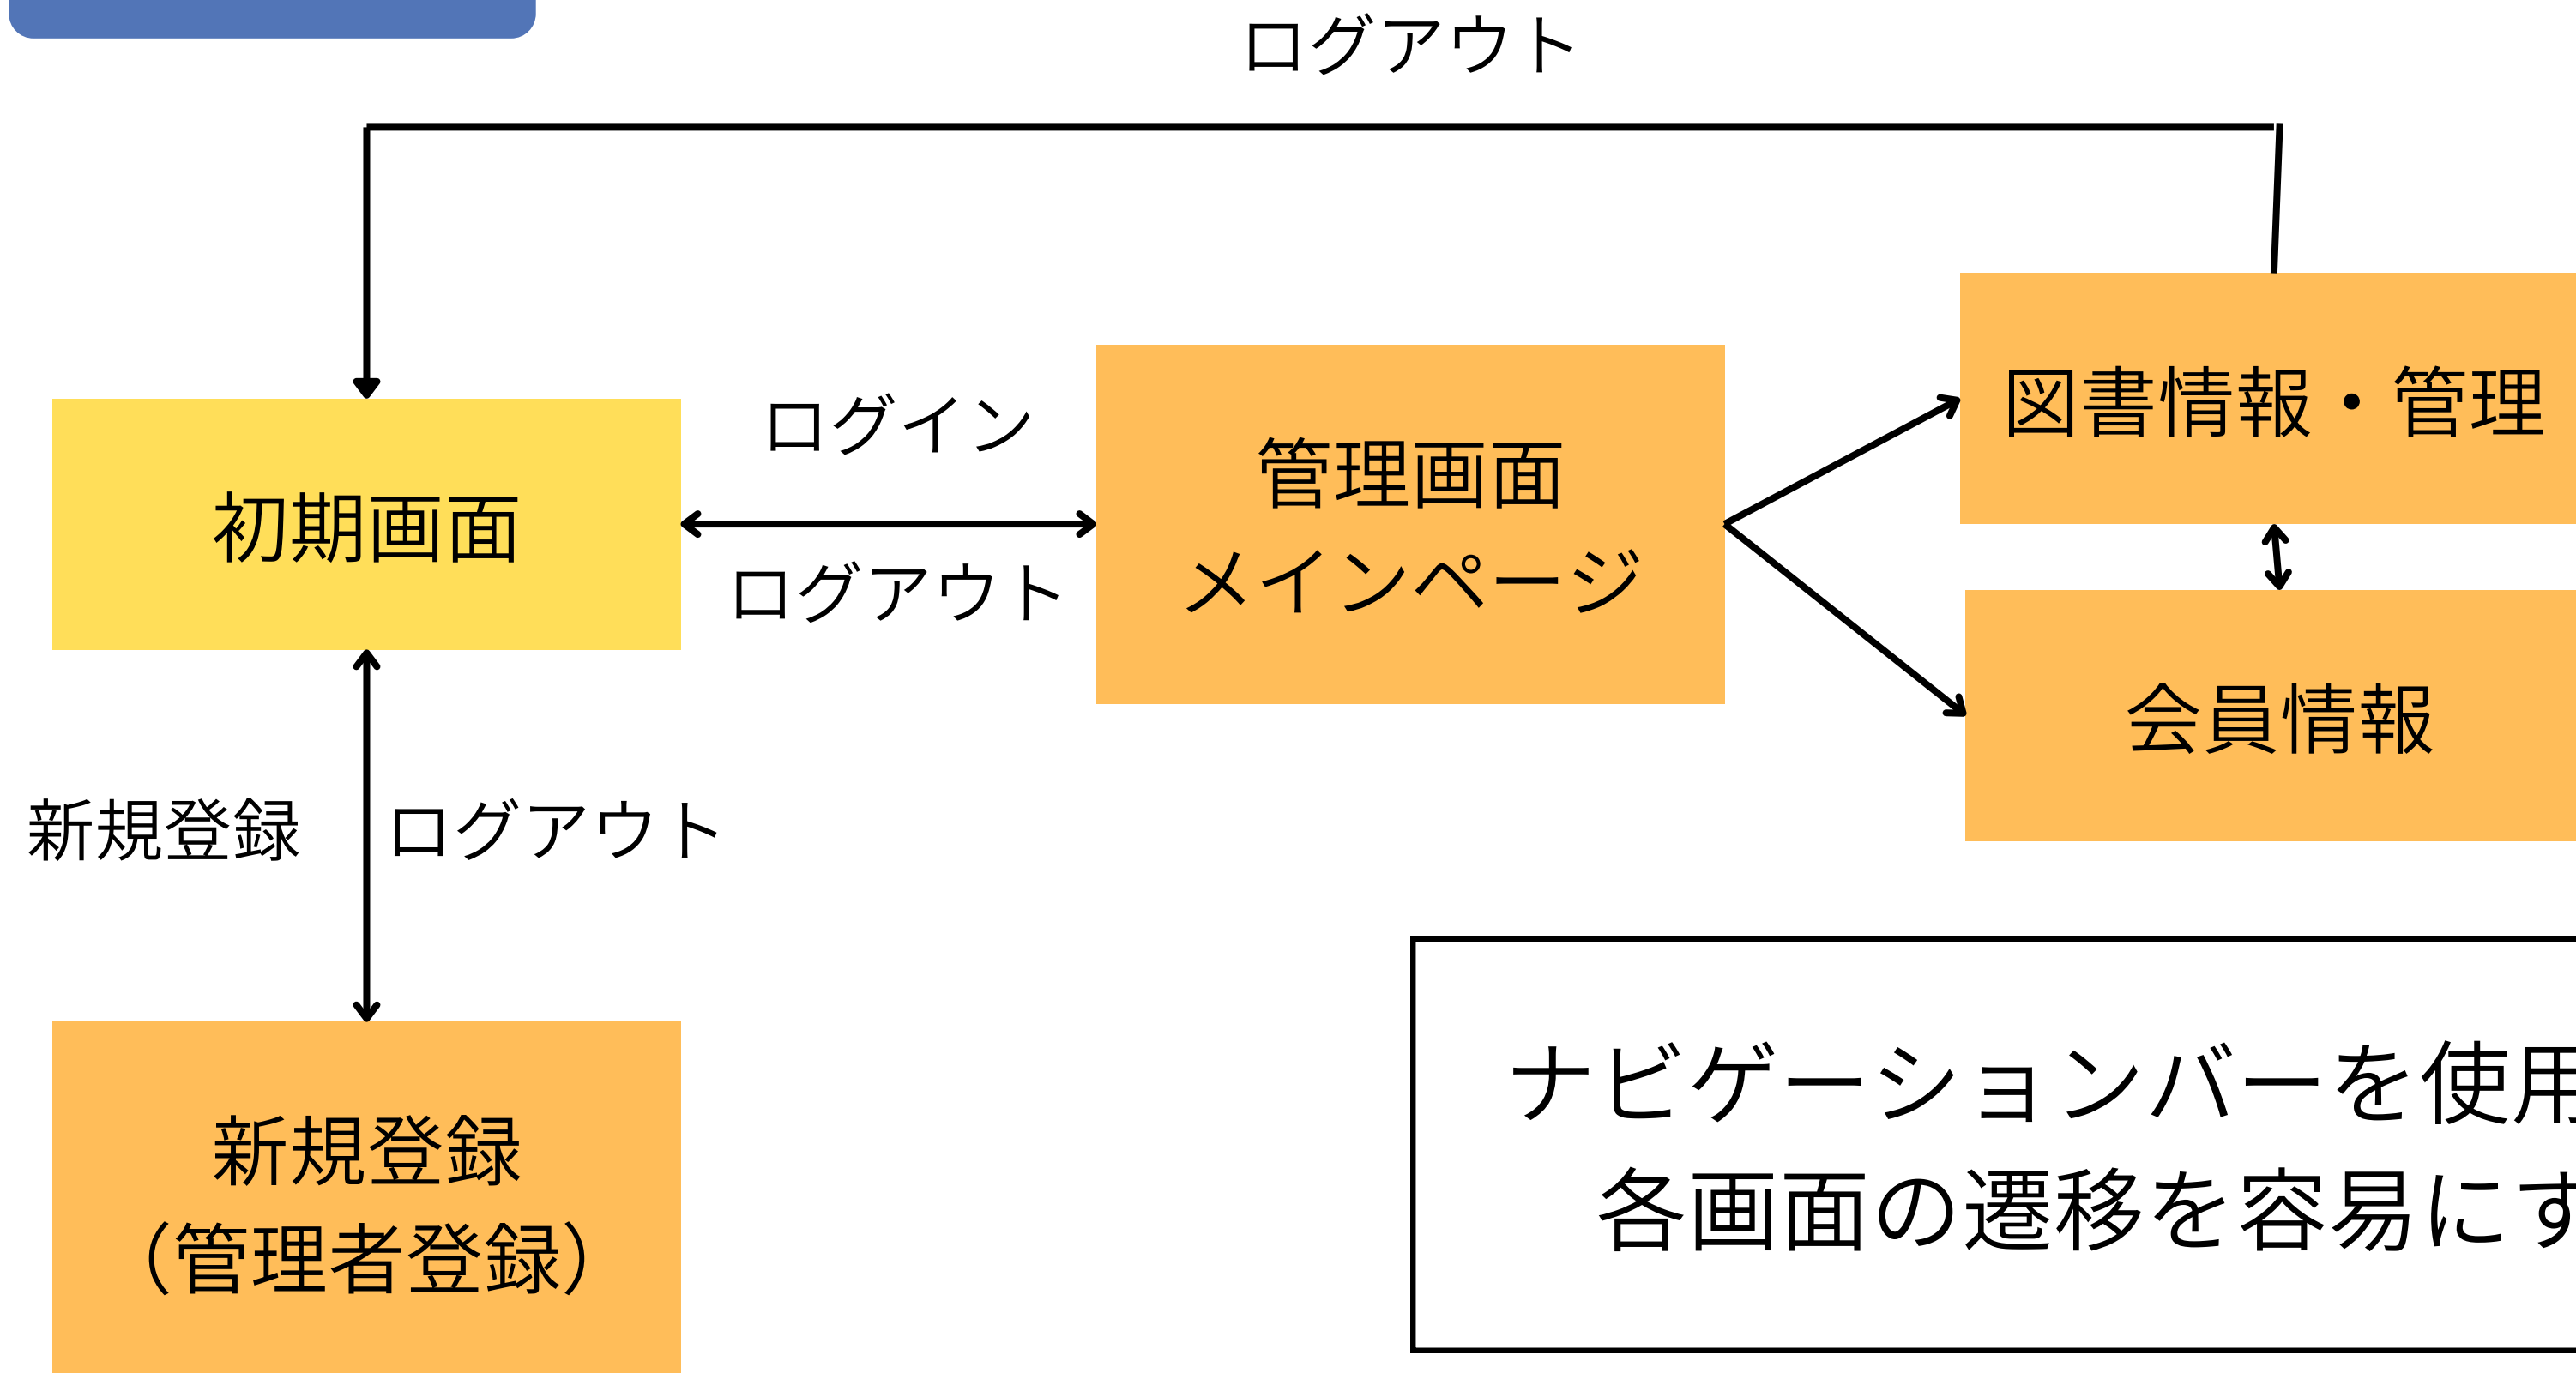 ログアウト
ログイン
ログアウト
初期画面
管理画面
メインページ
図書情報・管理
会員情報
新規登録
ログアウト
新規登録
（管理者登録）
ナビゲーションバーを使用
各画面の遷移を容易にす